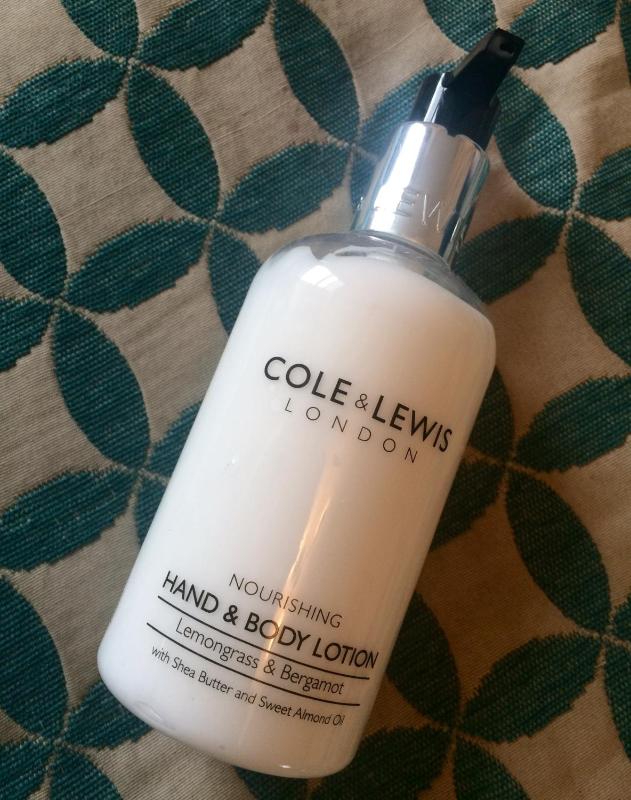 COLE & LEWIS
LONDON
NOURISHING
HAND & BODY LOTION
Lemongrass & Bergamot
with Shea Butter and Sweet Almond Oil